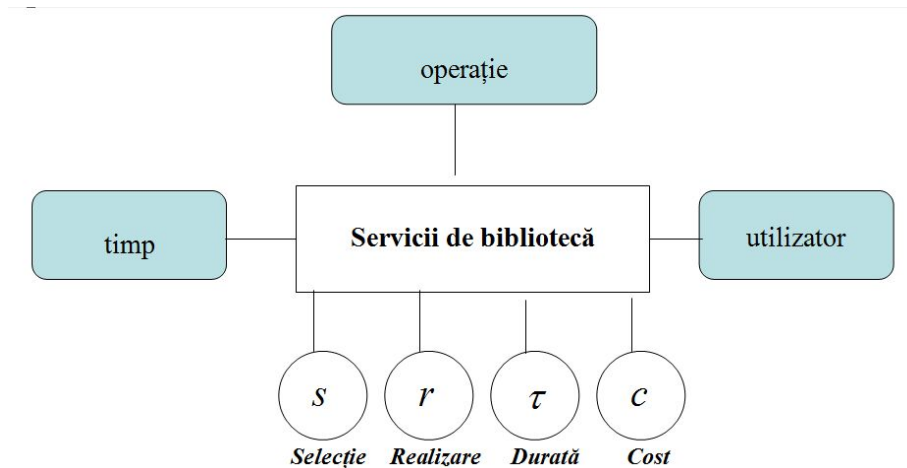 operație
timp
Servicii de bibliotecă
utilizator
s r τ c
Selecție Realizare Durată Cost